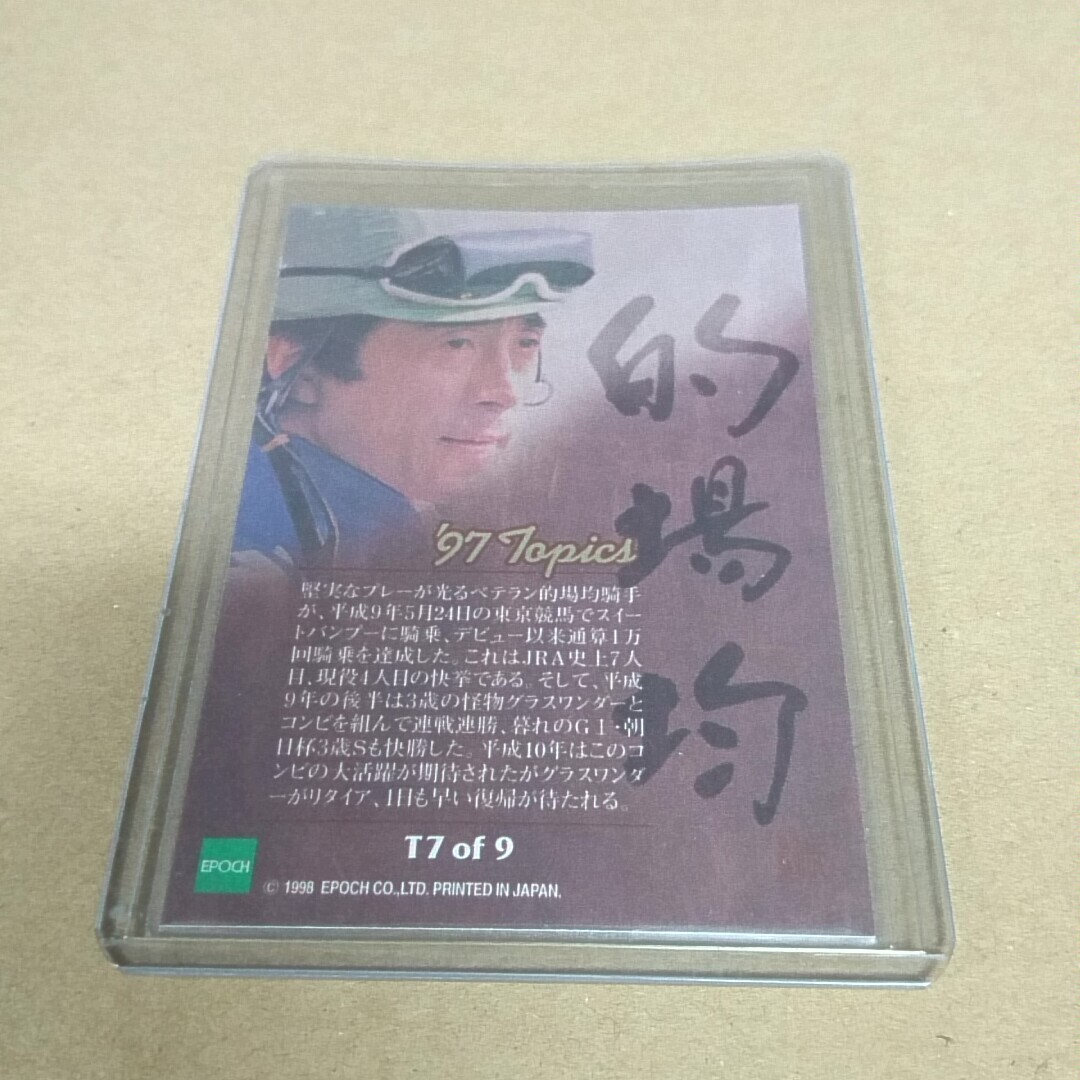 的場均
'97 Topics
堅実なプレーが光るベテラン的場均騎手
が、平成9年5月24日の東京競馬でスイー
トバンブーに騎乗、デビュー以来通算1万
回騎乗を達成した。これはJRA史上7人
目、現役4人目の快挙である。そして、平成
9年の後半は3歳の怪物グラスワンダーと
コンビを組んで連戦連勝、暮れのGⅠ・朝
日杯3歳Sも快勝した。平成10年はこのコ
ンビの大活躍が期待されたがグラスワンダ
ーがリタイア、1日も早い復帰が待たれる。
T7 of 9
EPOCH
© 1998 EPOCH CO.,LTD. PRINTED IN JAPAN.